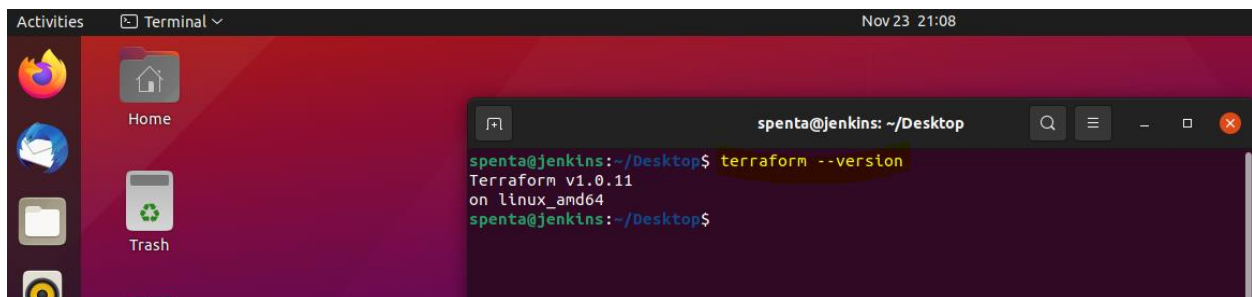 Activities
Terminal
Nov 23 21:08
Home
Trash
spenta@jenkins: ~/Desktop
spenta@jenkins:~/Desktop$ terraform --version
Terraform v1.0.11
on linux_amd64
spenta@jenkins:~/Desktop$